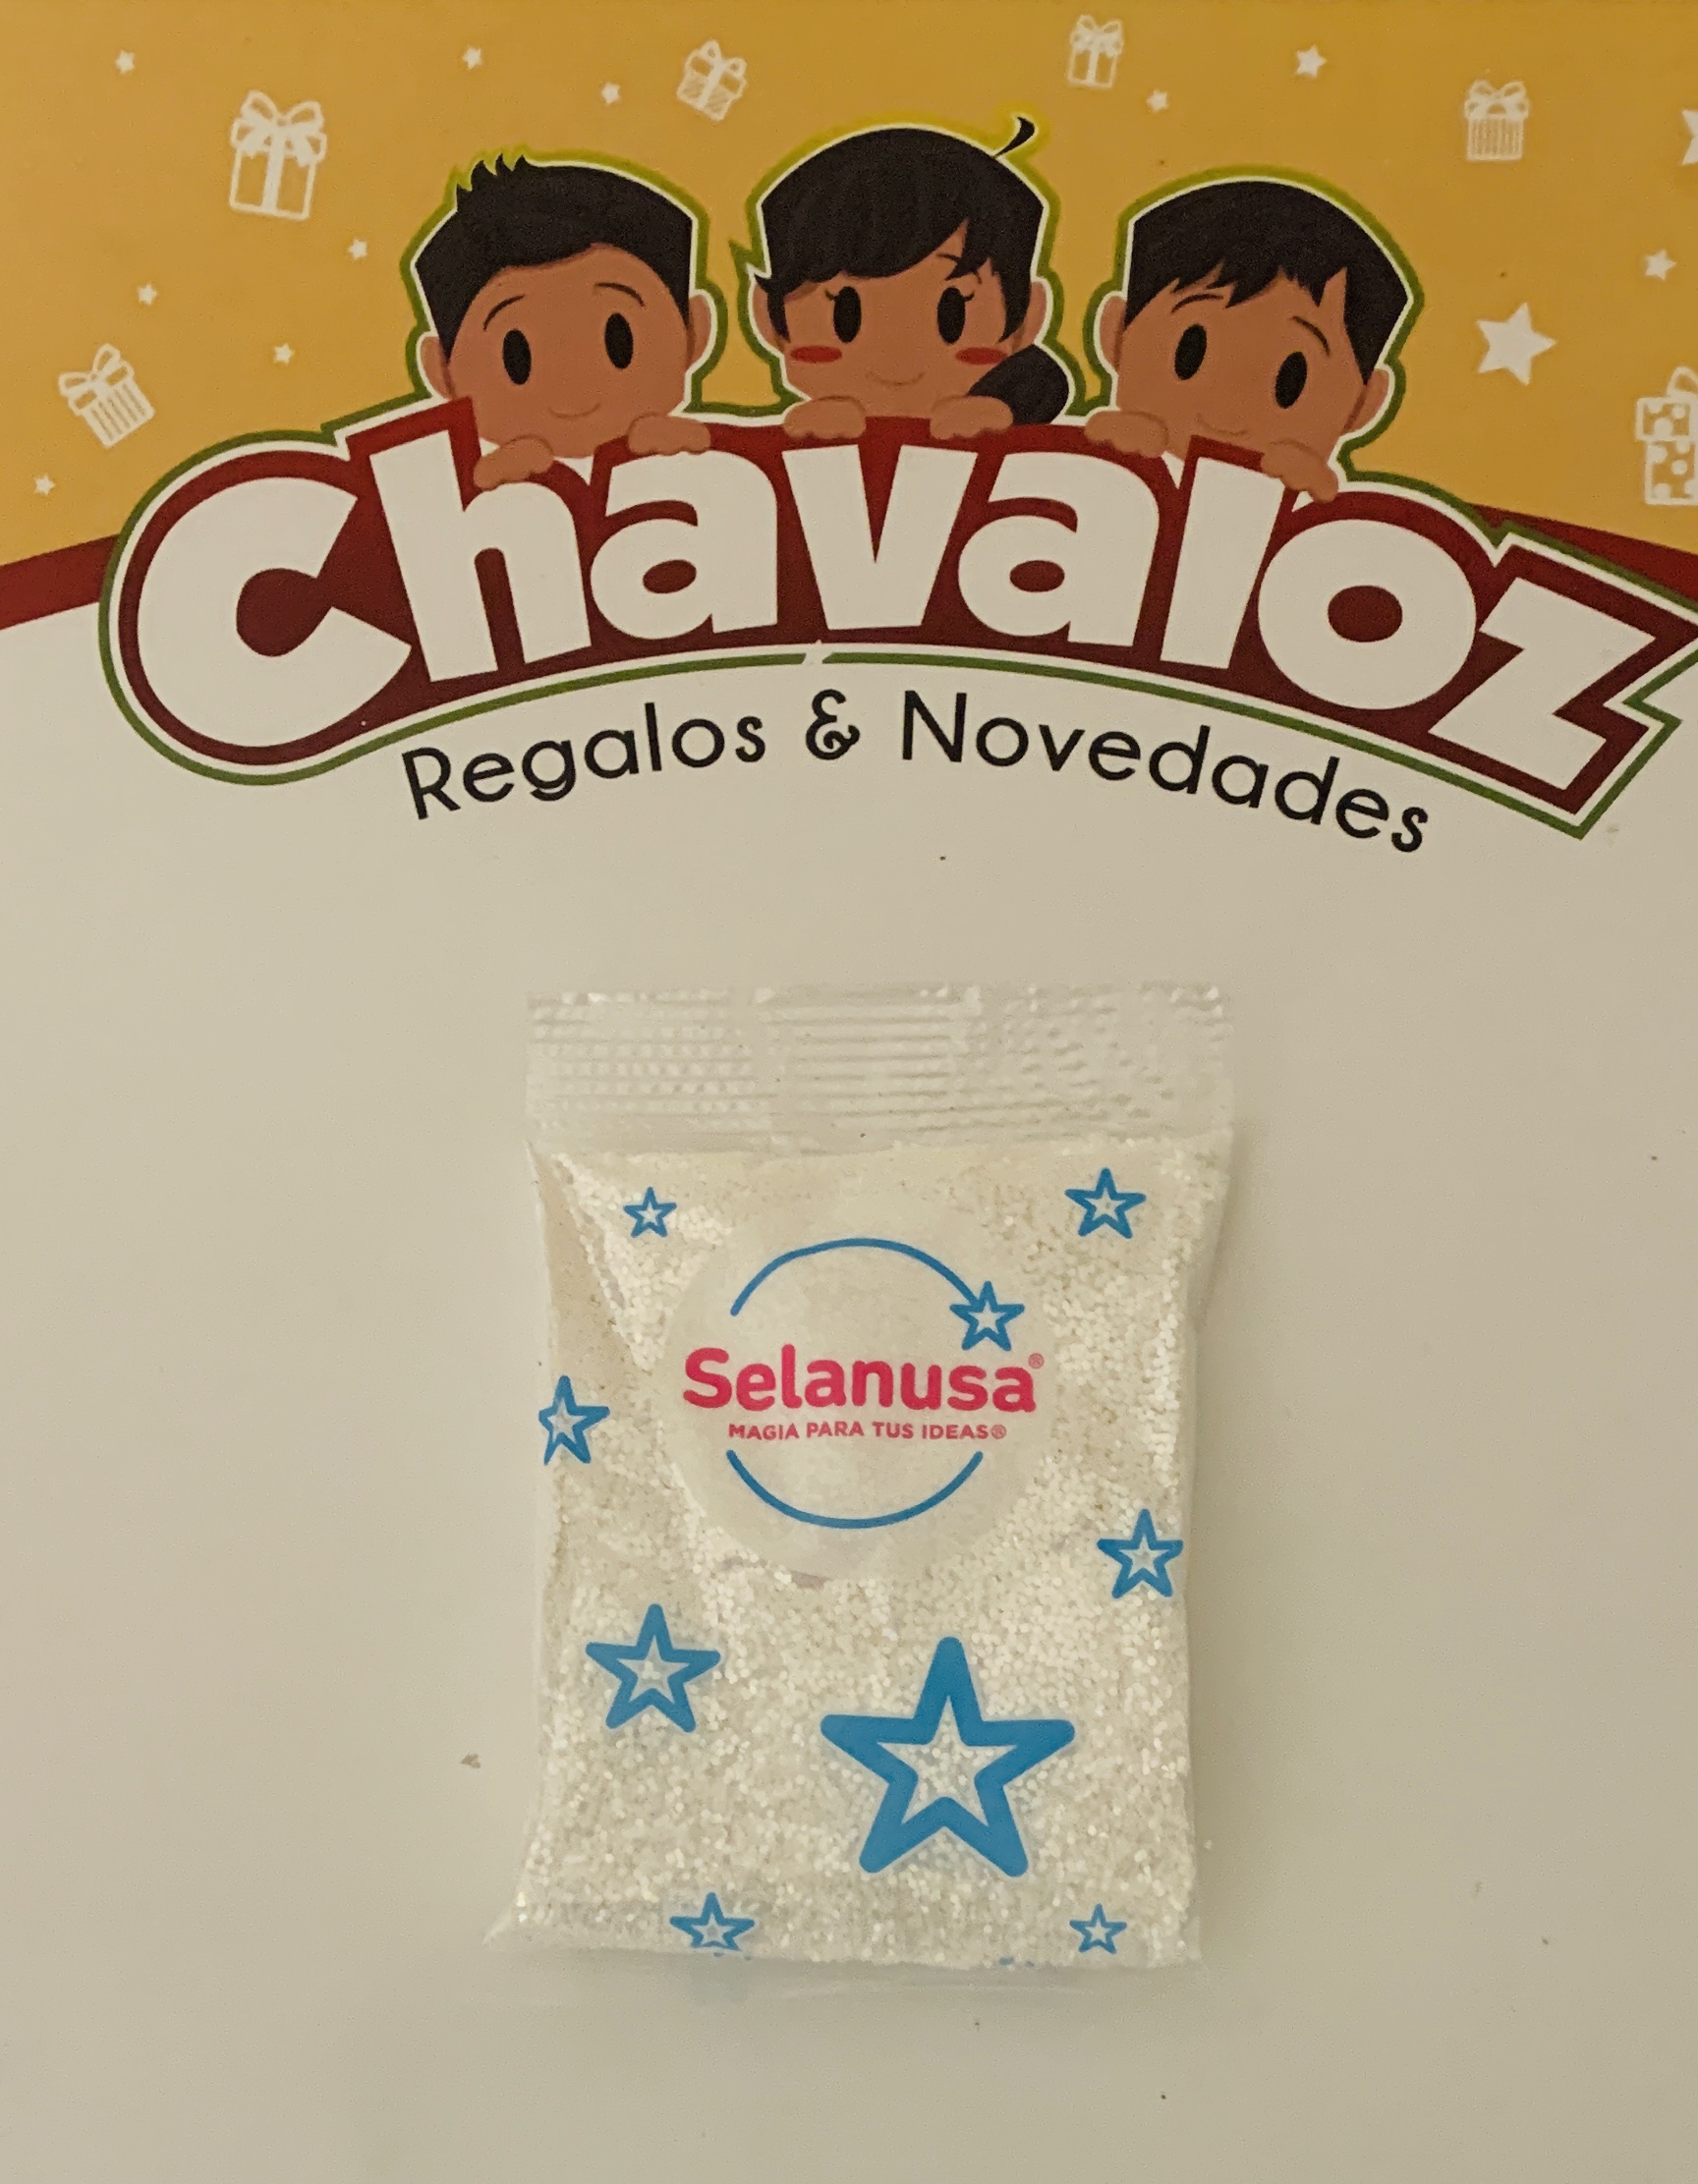 Chavaloz
Regalos & Novedades
Selanusa®
MAGIA PARA TUS IDEAS®